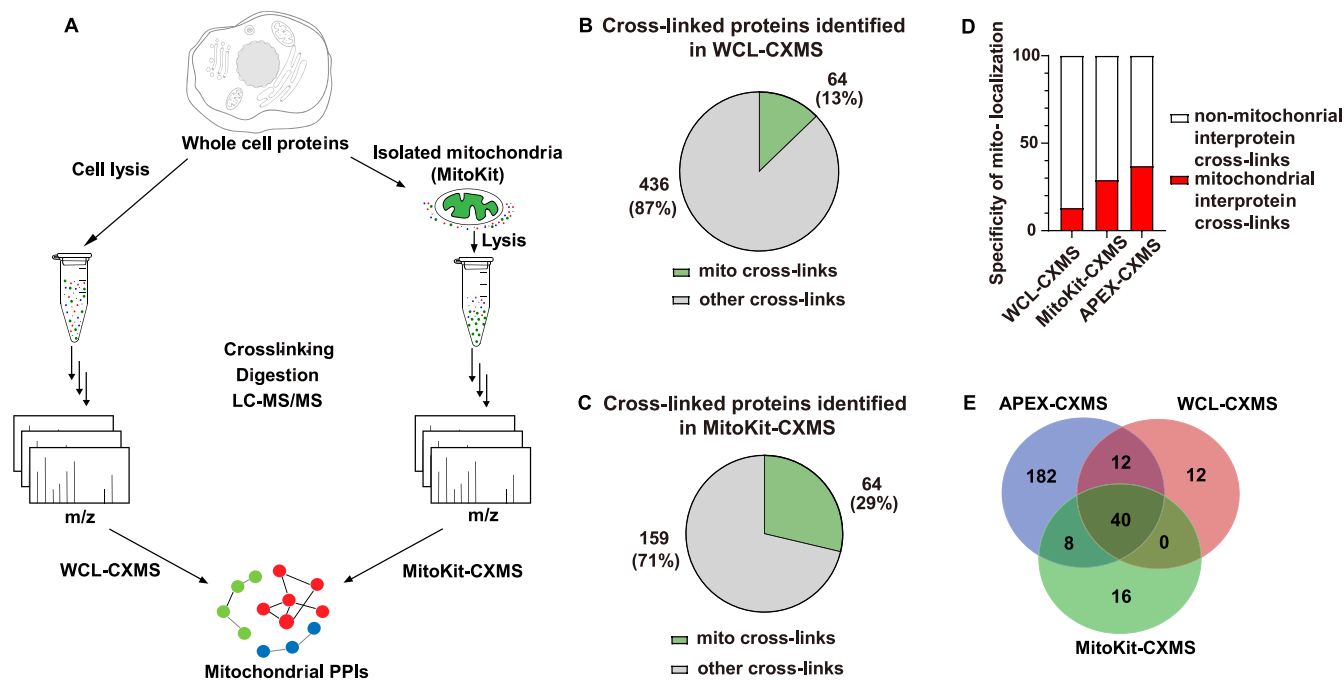 A
Whole cell proteins
Cell lysis
Isolated mitochondria
(MitoKit)
Lysis
Crosslinking
Digestion
LC-MS/MS
m/z
m/z
WCL-CXMS
MitoKit-CXMS
Mitochondrial PPIs
B
Cross-linked proteins identified
in WCL-CXMS
64
(13%)
436
(87%)
mito cross-links
other cross-links
C
Cross-linked proteins identified
in MitoKit-CXMS
64
(29%)
159
(71%)
mito cross-links
other cross-links
D
Specificity of mito- localization
100
50
0
WCL-CXMS
MitoKit-CXMS
APEX-CXMS
non-mitochonrial
interprotein
cross-links
mitochondrial
interprotein
cross-links
E
APEX-CXMS
WCL-CXMS
182
12
12
40
8
0
16
MitoKit-CXMS